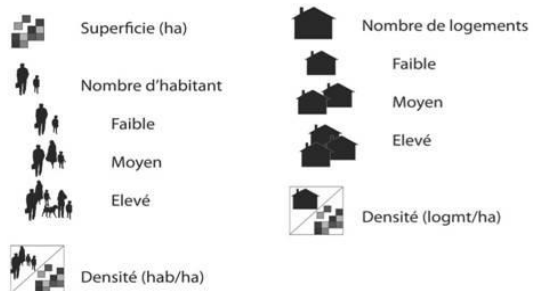 Superficie (ha)
Nombre d'habitant
Faible
Moyen
Elevé
Densité (hab/ha)
Nombre de logements
Faible
Moyen
Elevé
Densité (logmt/ha)